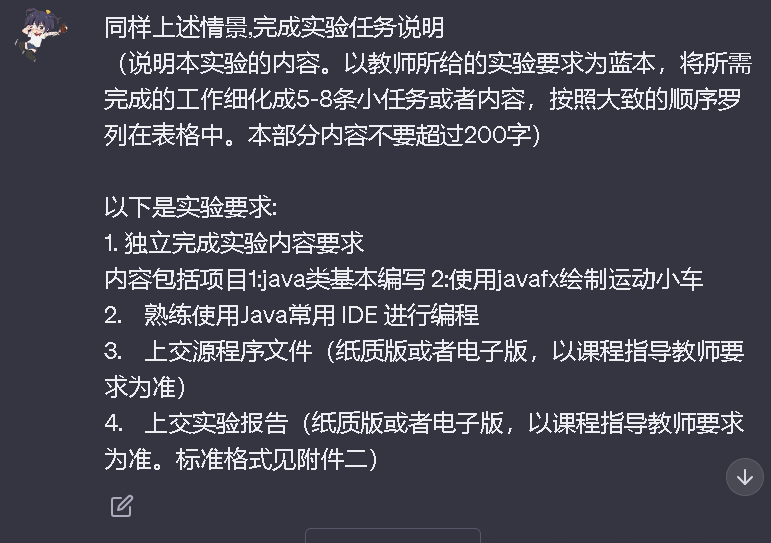 同样上述情景,完成实验任务说明
（说明本实验的内容。以教师所给的实验要求为蓝本，将所需
完成的工作细化成5-8条小任务或者内容，按照大致的顺序罗
列在表格中。本部分内容不要超过200字）
以下是实验要求:
1. 独立完成实验内容要求
内容包括项目1:java类基本编写 2:使用javafx绘制运动小车
2. 熟练使用Java常用 IDE 进行编程
3. 上交源程序文件（纸质版或者电子版，以课程指导教师要
求为准）
4. 上交实验报告（纸质版或者电子版，以课程指导教师要求
为准。标准格式见附件二）